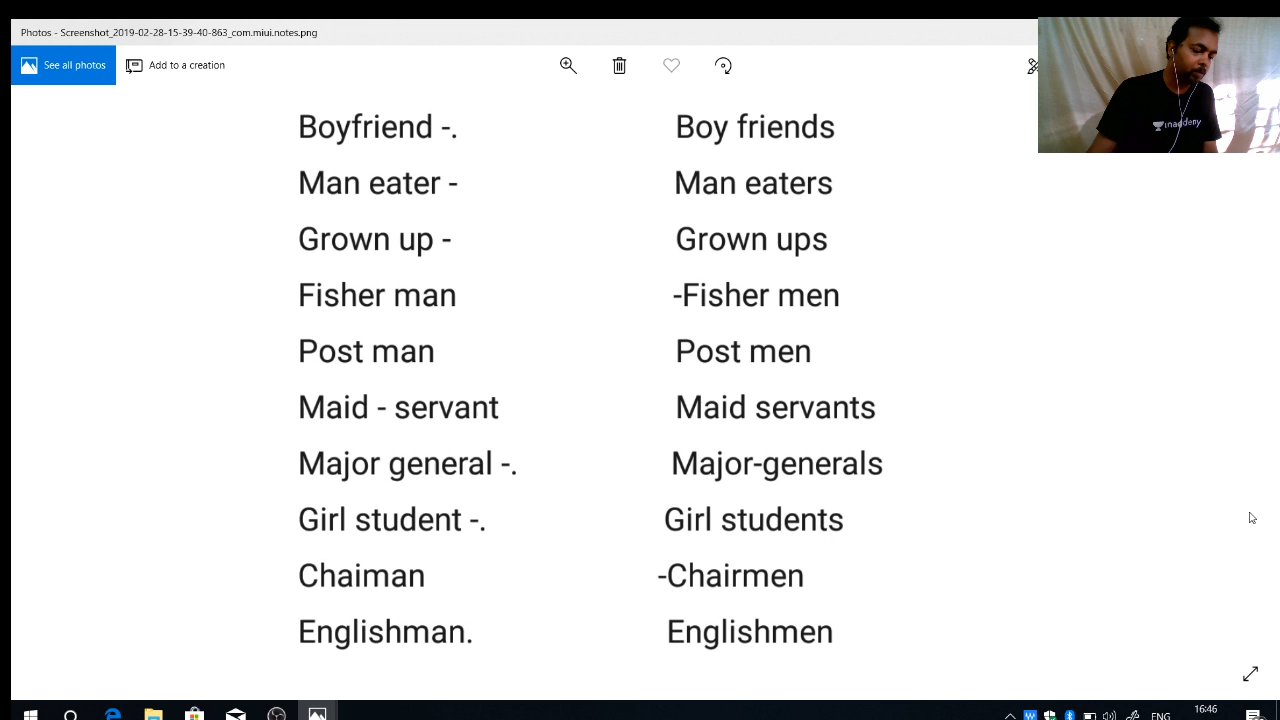 Photos - Screenshot_2019-02-28-15-39-40-863_com.miui.notes.png
See all photos Add to a creation
Boyfriend -. Boy friends
Man eater - Man eaters
Grown up - Grown ups
Fisher man -Fisher men
Post man Post men
Maid - servant Maid servants
Major general -. Major-generals
Girl student -. Girl students
Chaiman -Chairmen
Englishman. Englishmen
ENG 16:46